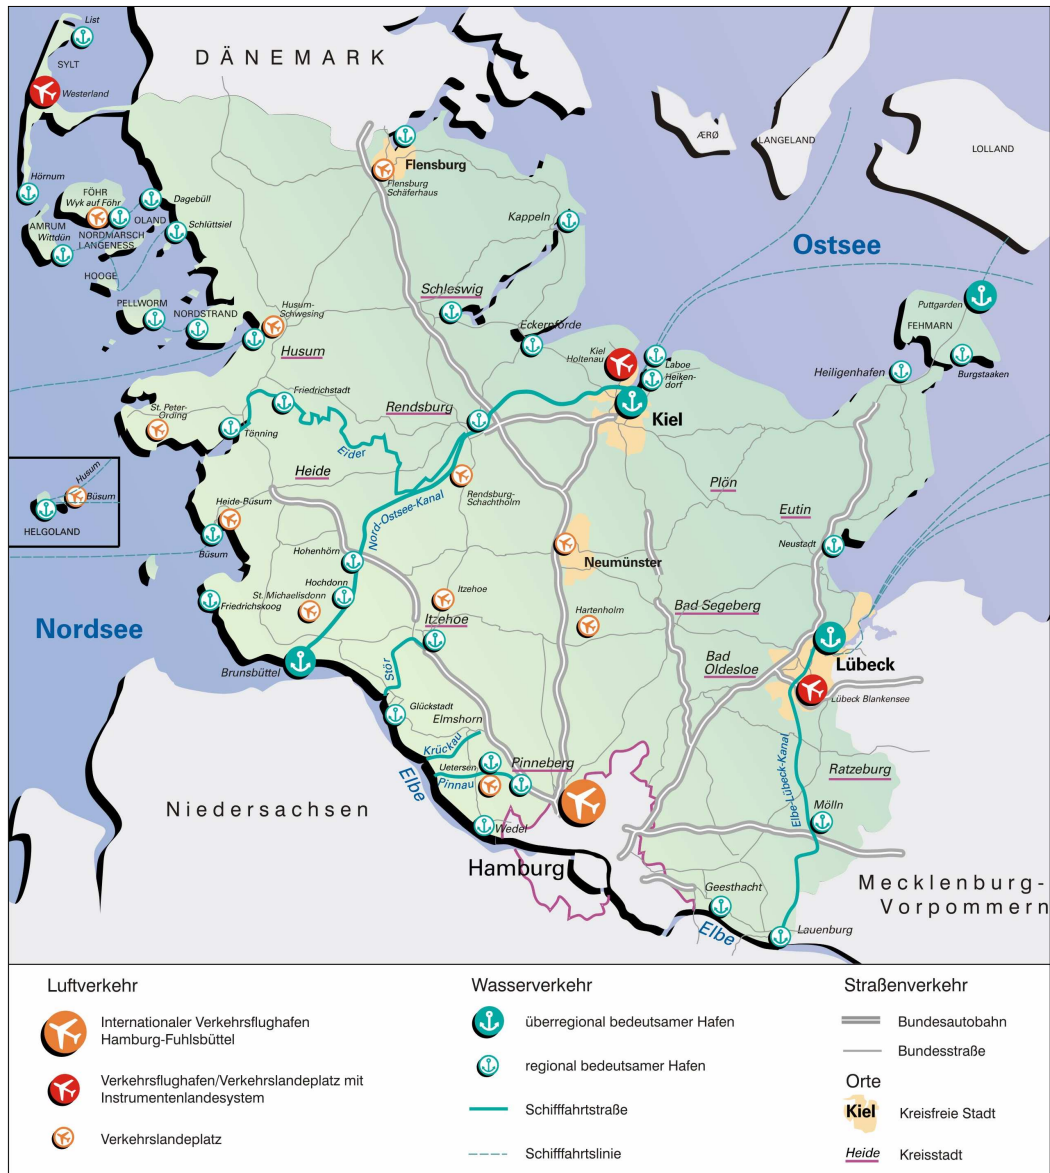 List
SYLT
Westerland
DÄNEMARK
Hörnum
FÖHR
Wyk auf Föhr
Dagebüll
OLAND
AMRUM
Wittdün
NORDMARSCH
LANGENESS
Schlüttsiel
HOOGE
PELLWORM
NORDSTRAND
Husum-
Schwesing
Husum
Flensburg
Flensburg
Schäferhaus
Kappeln
Schleswig
Eckernförde
ÆRØ
LANGELAND
LOLLAND
Ostsee
Puttgarden
FEHMARN
Burgstaaken
Heiligenhafen
Kiel
Holtenau
Laboe
Heiken-
dorf
Kiel
Friedrichstadt
Rendsburg
St. Peter-
Ording
Tönning
Eider
Heide
Nord-Ostsee-Kanal
Rendsburg-
Schachtholm
Plön
Eutin
Neustadt
Husum
Büsum
HELGOLAND
Heide-Büsum
Büsum
Hohenhörn
Neumünster
Hochdonn
St. Michaelisdonn
Friedrichskoog
Itzehoe
Itzehoe
Hartenholm
Bad Segeberg
Nordsee
Brunsbüttel
Stör
Bad
Oldesloe
Lübeck
Lübeck Blankensee
Glückstadt
Elmshorn
Krückau
Uetersen
Pinnau
Pinneberg
Elbe
Elbe-Lübeck-Kanal
Ratzeburg
Niedersachsen
Wedel
Mölln
Hamburg
Geesthacht
Mecklenburg-
Vorpommern
Elbe
Lauenburg
Luftverkehr
Internationaler Verkehrsflughafen
Hamburg-Fuhlsbüttel
Verkehrsflughafen/Verkehrslandeplatz mit
Instrumentenlandesystem
Verkehrslandeplatz
Wasserverkehr
überregional bedeutsamer Hafen
regional bedeutsamer Hafen
Schifffahrtstraße
Schifffahrtslinie
Straßenverkehr
Bundesautobahn
Bundesstraße
Orte
Kiel
Kreisfreie Stadt
Heide
Kreisstadt